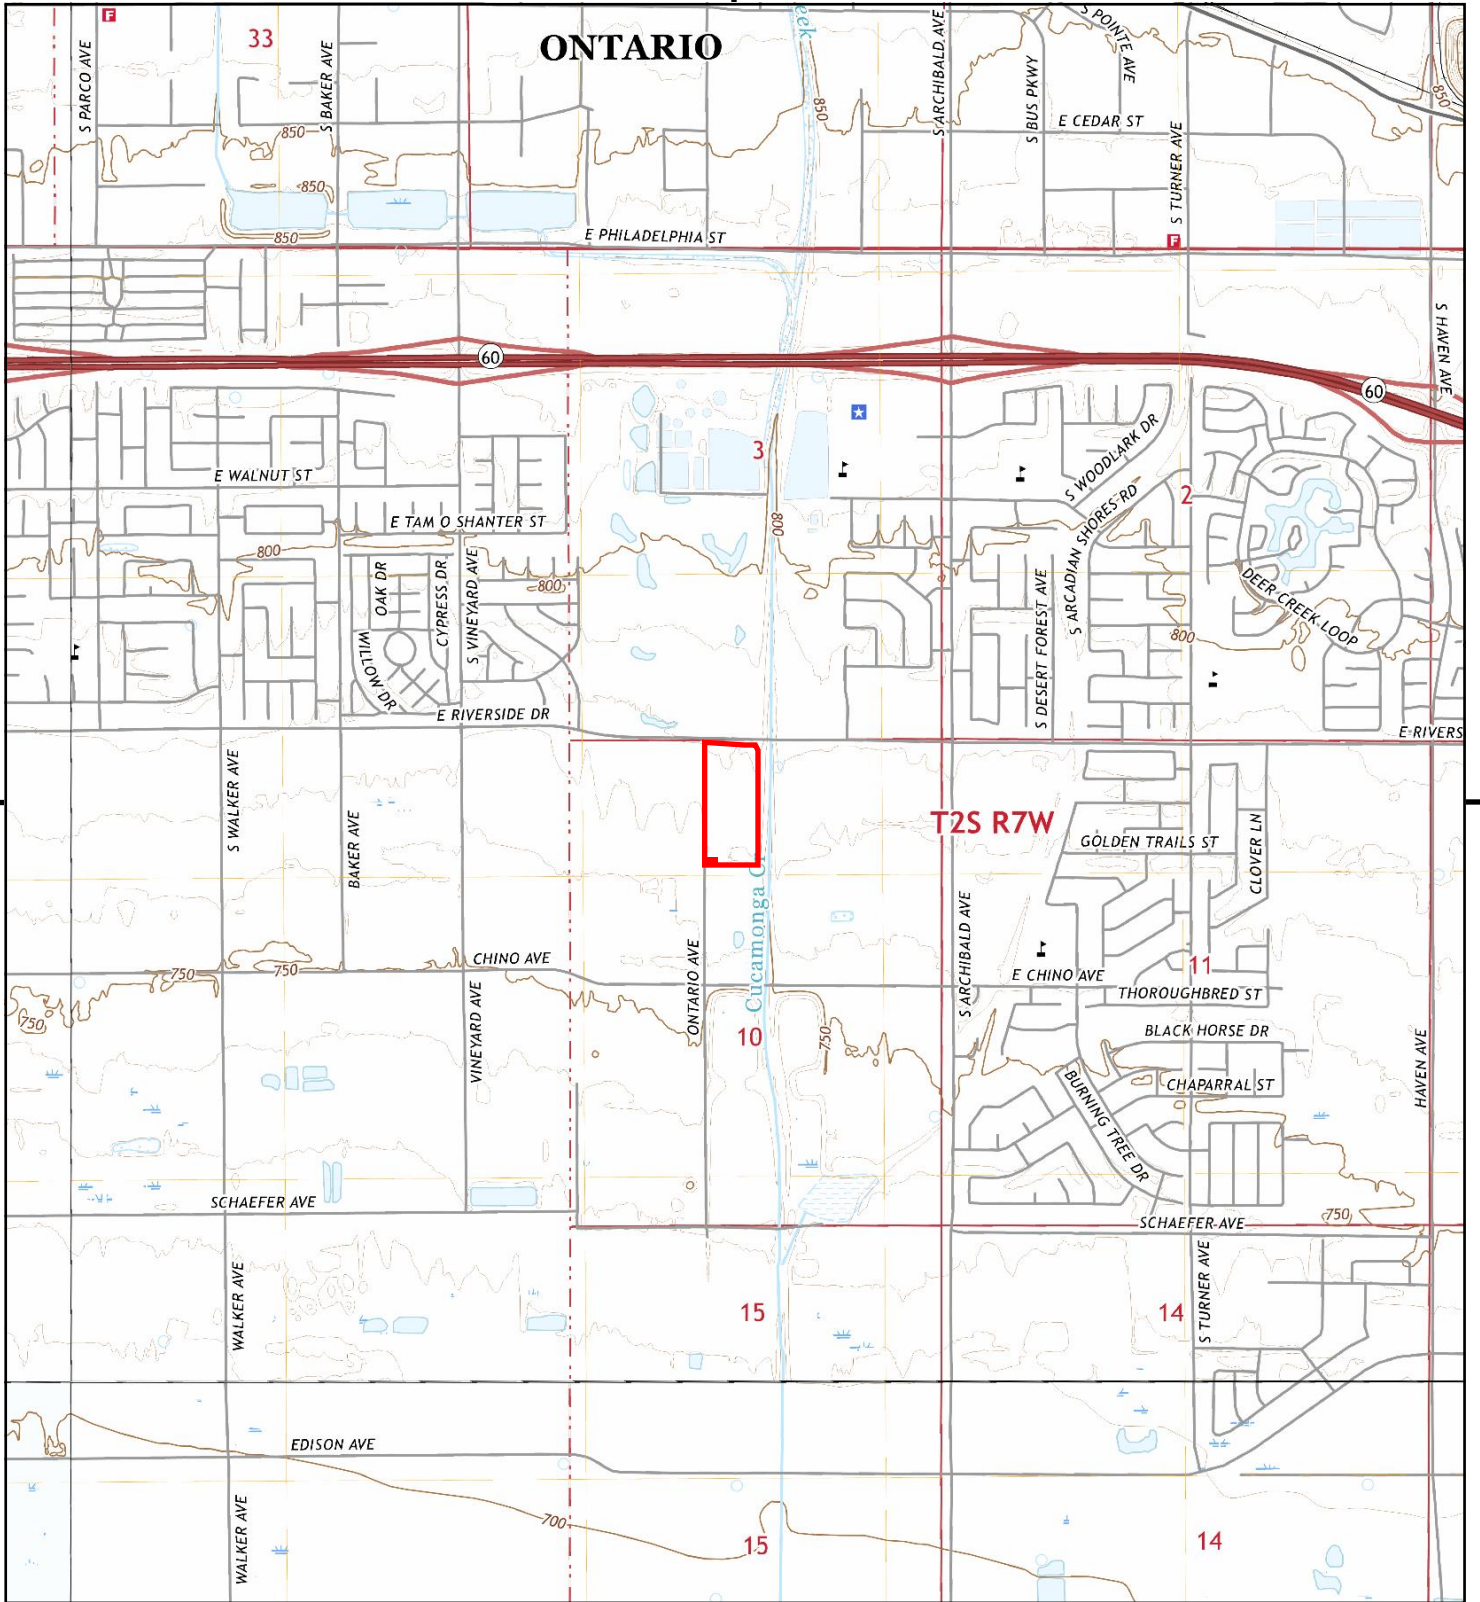 F
33
ONTARIO
eek
S PARCO AVE
S BAKER AVE
S ARCHIBALD AVE
S BUS PKWY
S POINTE AVE
E CEDAR ST
S TURNER AVE
850
850
850
850
850
850
E PHILADELPHIA ST
F
S HAVEN AVE
60
60
3
E WALNUT ST
S WOODLARK DR
2
E TAM O SHANTER ST
800
800
S ARCADIAN SHORES RD
800
OAK DR
CYPRESS DR
S VINEYARD AVE
800
WILLOW DR
S DESERT FOREST AVE
DEER CREEK LOOP
E RIVERSIDE DR
E RIVERS
S WALKER AVE
BAKER AVE
T2S R7W
GOLDEN TRAILS ST
CLOVER LN
Cucamonga Cr
S ARCHIBALD AVE
ONTARIO AVE
CHINO AVE
750
750
E CHINO AVE
11
THOROUGHBRED ST
VINEYARD AVE
750
10
750
BLACK HORSE DR
HAVEN AVE
BURNING TREE DR
CHAPARRAL ST
SCHAEFER AVE
SCHAEFER AVE
750
WALKER AVE
15
14
S TURNER AVE
EDISON AVE
WALKER AVE
700
15
14